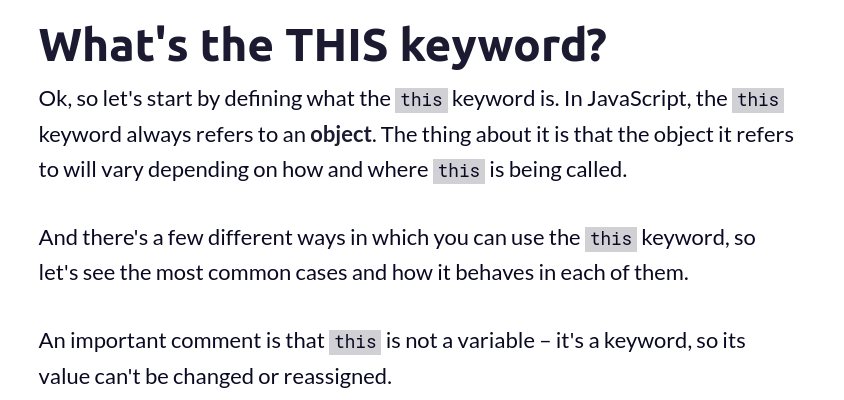 What's the THIS keyword?
Ok, so let's start by defining what the this keyword is. In JavaScript, the this
keyword always refers to an object. The thing about it is that the object it refers
to will vary depending on how and where this is being called.
And there's a few different ways in which you can use the this keyword, so
let's see the most common cases and how it behaves in each of them.
An important comment is that this is not a variable – it's a keyword, so its
value can't be changed or reassigned.